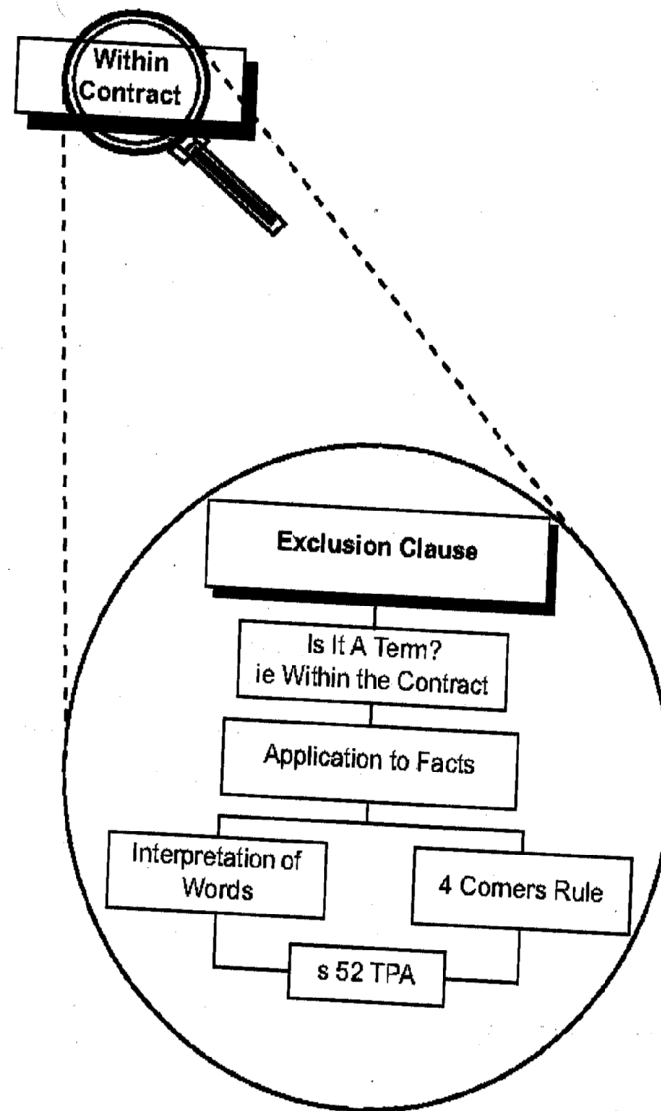 Within
Contract
Exclusion Clause
Is It A Term?
ie Within the Contract
Application to Facts
Interpretation of
Words
4 Corners Rule
s 52 TPA